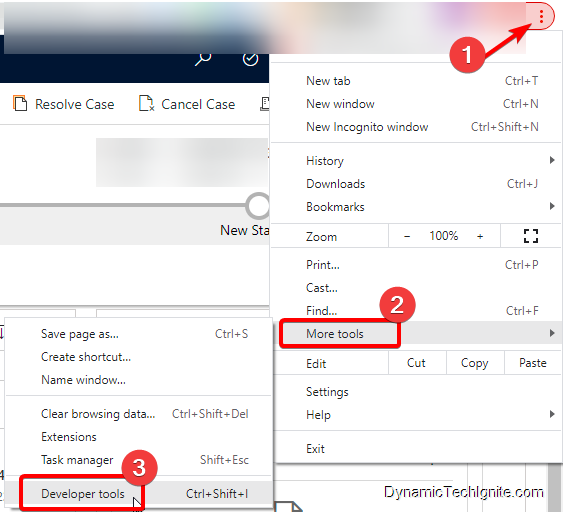 1
Resolve Case
Cancel Case
New Sta
New tab Ctrl+T
New window Ctrl+N
New Incognito window Ctrl+Shift+N
History
Downloads Ctrl+J
Bookmarks
Zoom − 100% +
Print... Ctrl+P
Cast...
Find... Ctrl+F
2
More tools
Edit Cut Copy Paste
Settings
Help
Exit
Save page as... Ctrl+S
Create shortcut...
Name window...
Clear browsing data... Ctrl+Shift+Del
Extensions
Task manager Shift+Esc
3
Developer tools Ctrl+Shift+I
DynamicTechIgnite.com